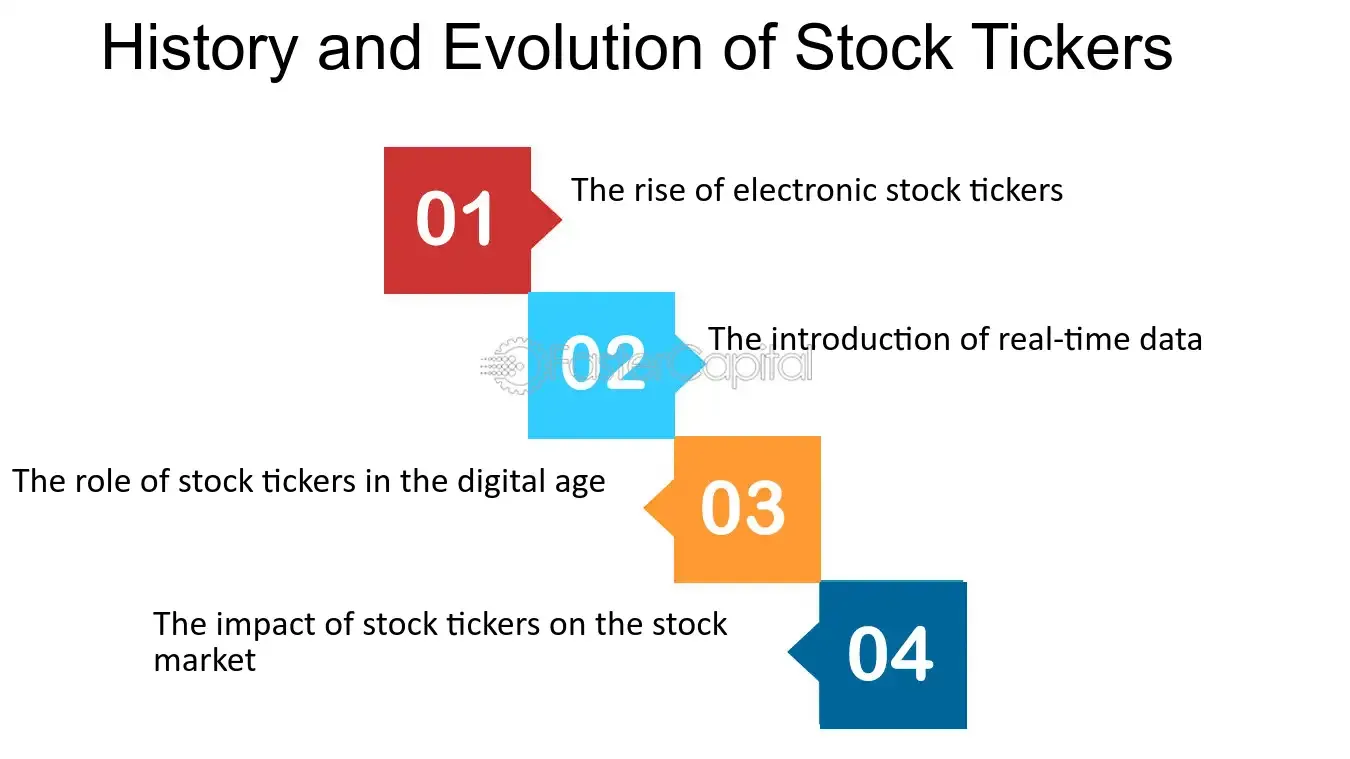 History and Evolution of Stock Tickers
01
The rise of electronic stock tickers
02
The introduction of real-time data
FasterCapital
The role of stock tickers in the digital age
03
The impact of stock tickers on the stock
market
04